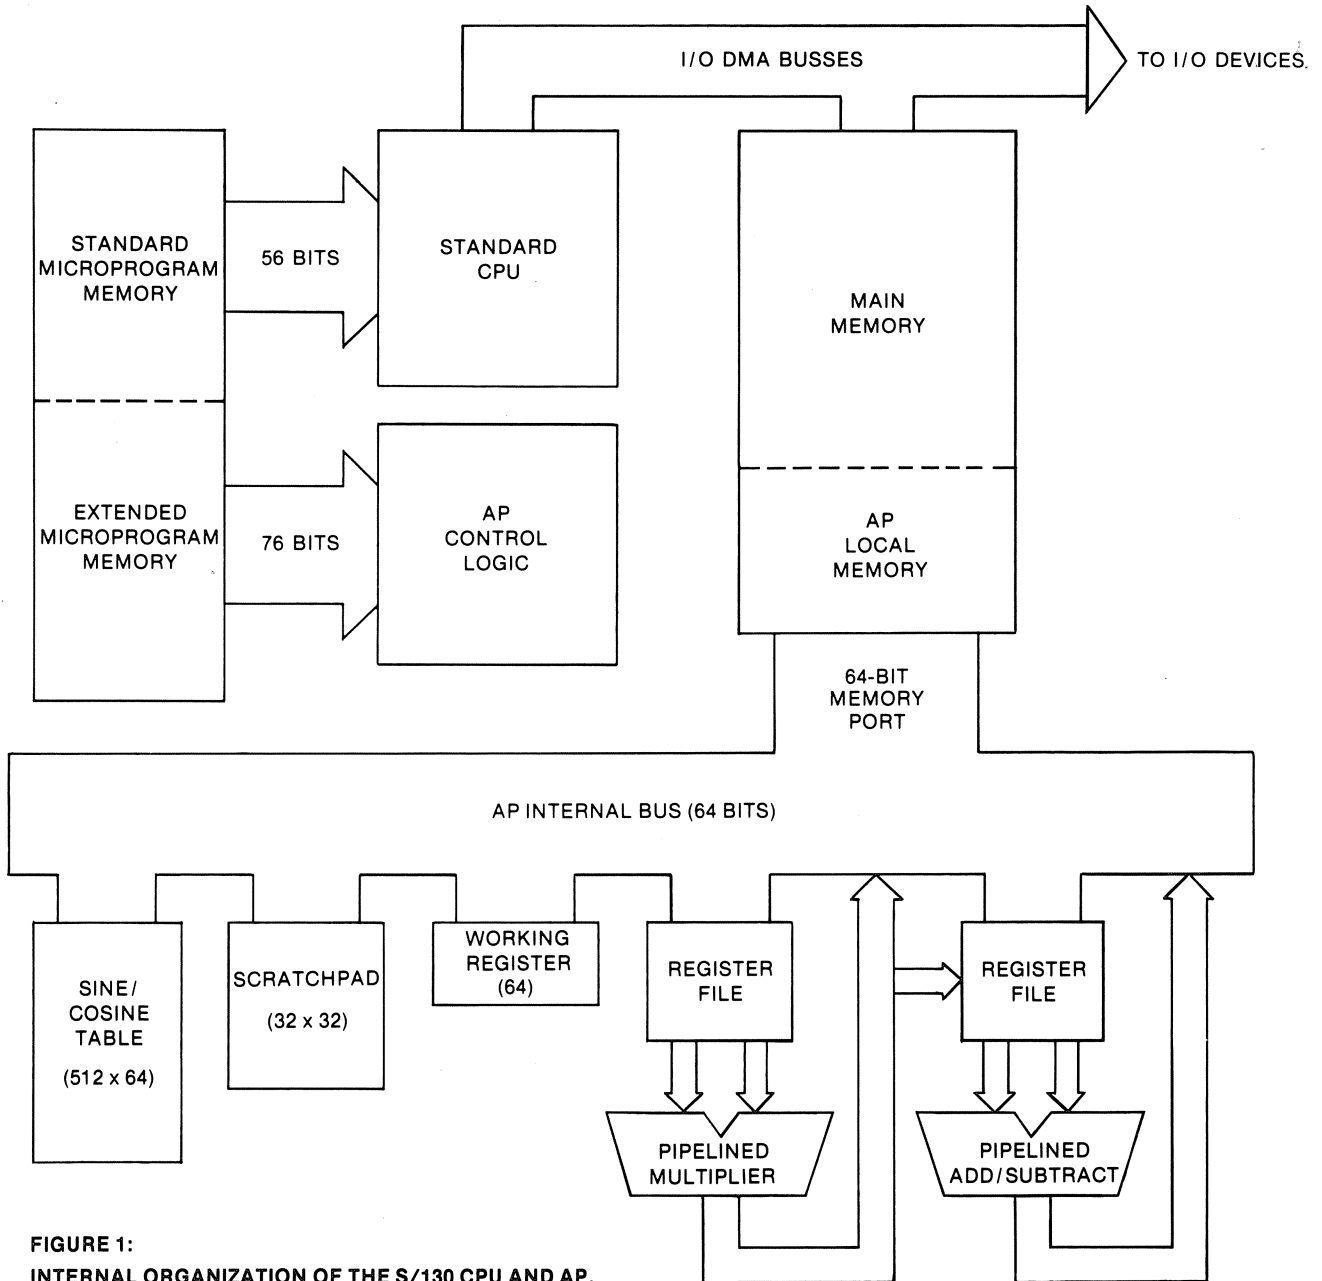 I/O DMA BUSSES
TO I/O DEVICES
STANDARD
MICROPROGRAM
MEMORY
56 BITS
STANDARD
CPU
MAIN
MEMORY
EXTENDED
MICROPROGRAM
MEMORY
76 BITS
AP
CONTROL
LOGIC
AP
LOCAL
MEMORY
64-BIT
MEMORY
PORT
AP INTERNAL BUS (64 BITS)
SINE/
COSINE
TABLE
(512 x 64)
SCRATCHPAD
(32 x 32)
WORKING
REGISTER
(64)
REGISTER
FILE
REGISTER
FILE
PIPELINED
MULTIPLIER
PIPELINED
ADD/SUBTRACT
FIGURE 1:
INTERNAL ORGANIZATION OF THE S/130 CPU AND AP.